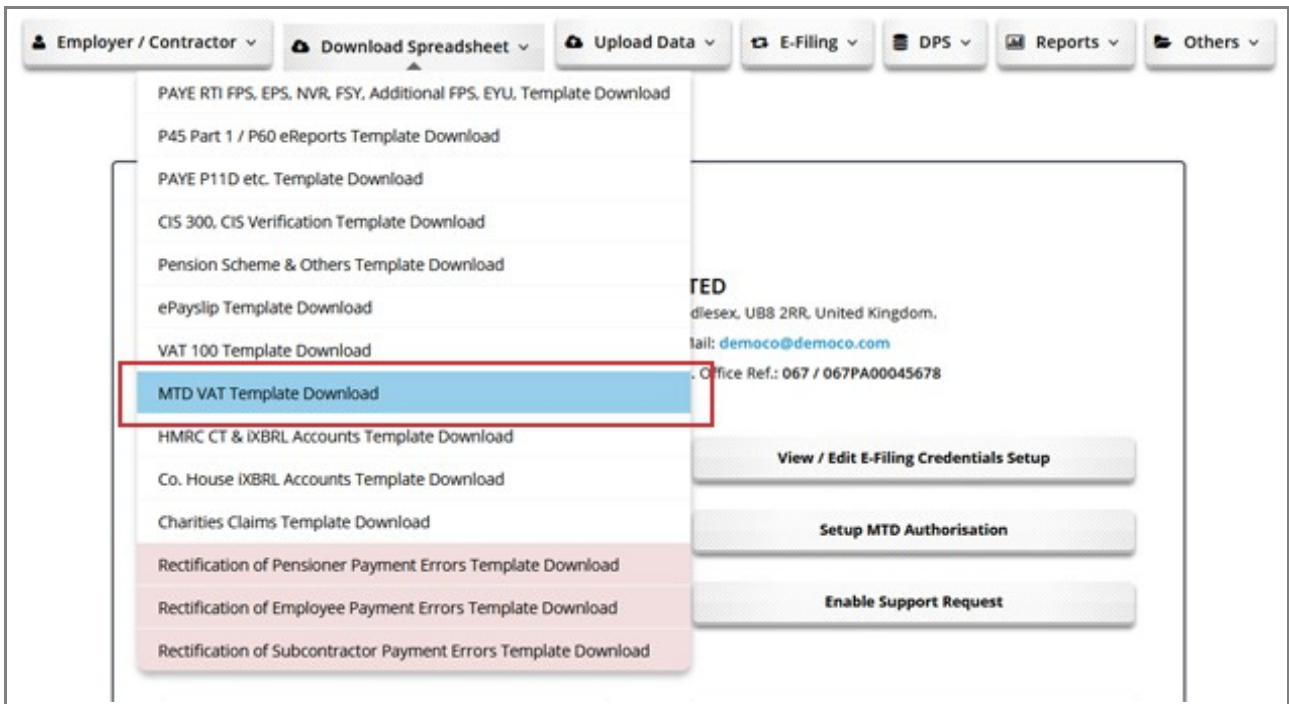 Employer / Contractor
Download Spreadsheet
Upload Data
E-Filing
DPS
Reports
Others
PAYE RTI FPS, EPS, NVR, FSY, Additional FPS, EYU, Template Download
P45 Part 1 / P60 eReports Template Download
PAYE P11D etc. Template Download
CIS 300, CIS Verification Template Download
Pension Scheme & Others Template Download
ePayslip Template Download
VAT 100 Template Download
MTD VAT Template Download
HMRC CT & iXBRL Accounts Template Download
Co. House iXBRL Accounts Template Download
Charities Claims Template Download
Rectification of Pensioner Payment Errors Template Download
Rectification of Employee Payment Errors Template Download
Rectification of Subcontractor Payment Errors Template Download
TED
dlesex, UB8 2RR, United Kingdom.
ail: democo@democo.com
. Office Ref.: 067 / 067PA00045678
View / Edit E-Filing Credentials Setup
Setup MTD Authorisation
Enable Support Request